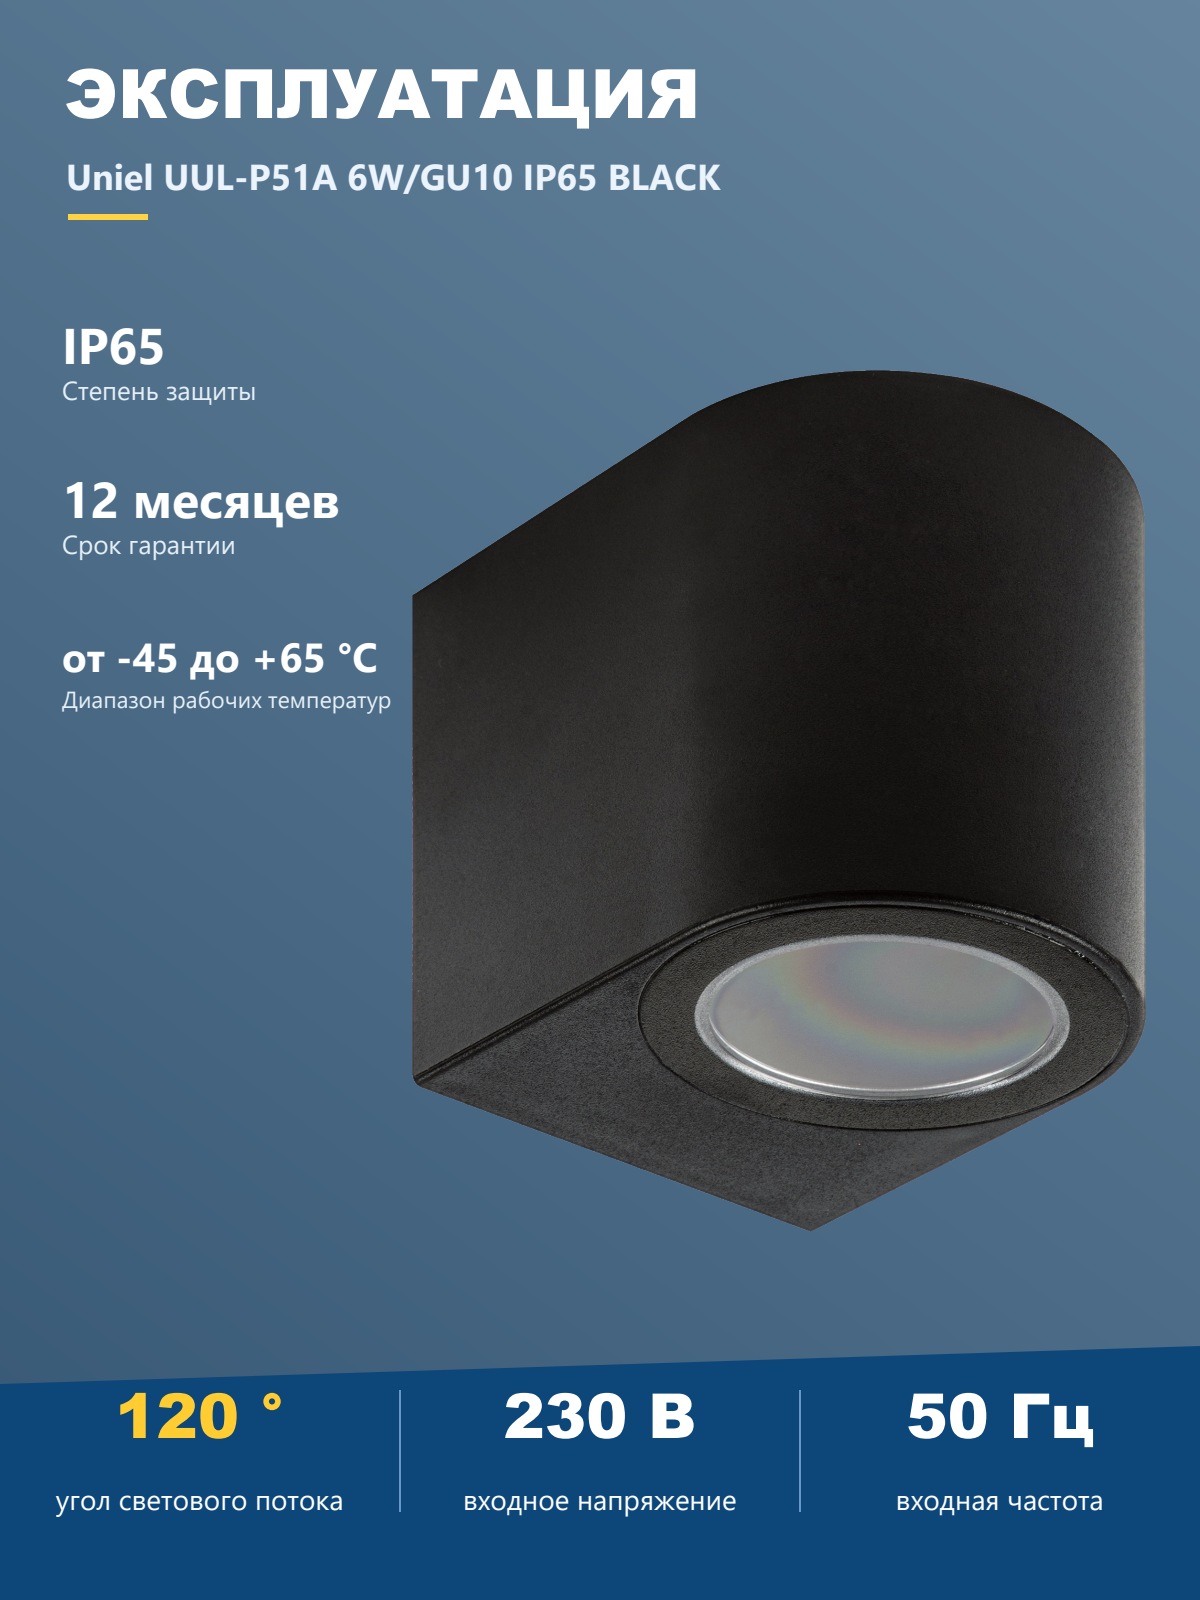 ЭКСПЛУАТАЦИЯ
Uniel UUL-P51A 6W/GU10 IP65 BLACK
IP65
Степень защиты
12 месяцев
Срок гарантии
от -45 до +65 °C
Диапазон рабочих температур
120 °
угол светового потока
230 В
входное напряжение
50 Гц
входная частота